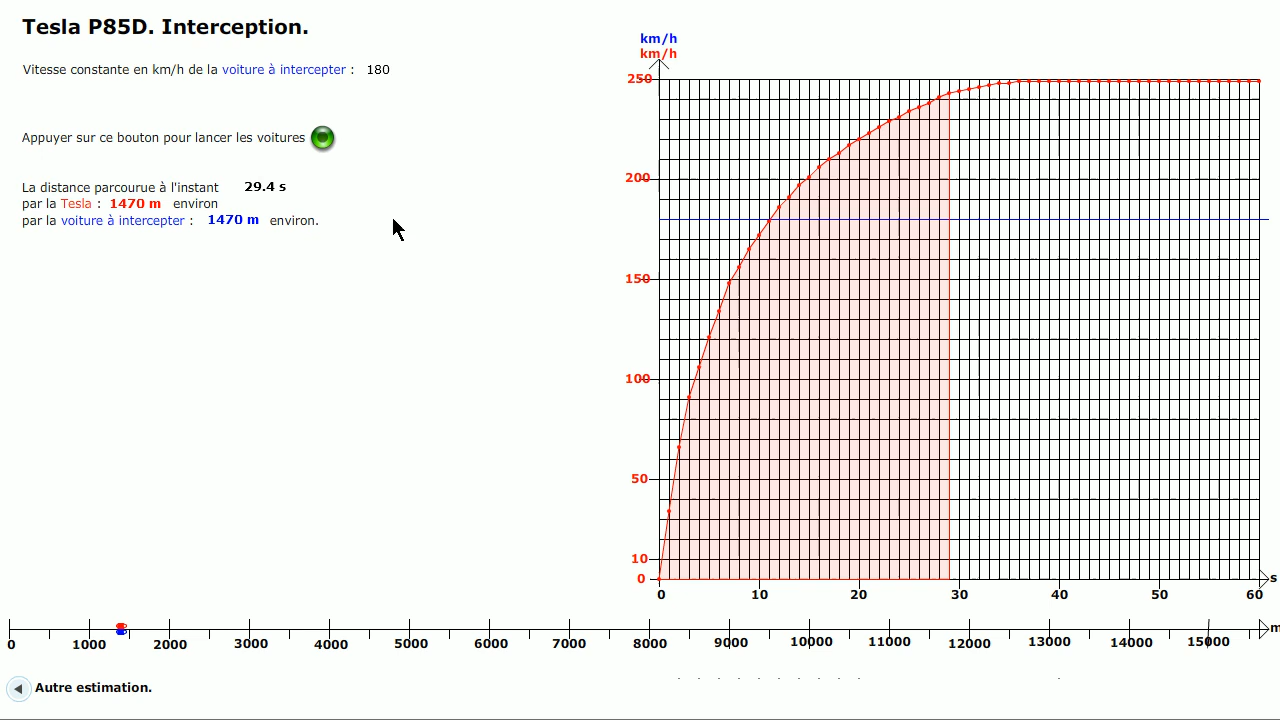 Tesla P85D. Interception.
Vitesse constante en km/h de la voiture à intercepter : 180
Appuyer sur ce bouton pour lancer les voitures
La distance parcourue à l'instant 29.4 s
par la Tesla : 1470 m environ
par la voiture à intercepter : 1470 m environ.
km/h
km/h
250
200
150
100
50
10
0
0 10 20 30 40 50 60 s
0 1000 2000 3000 4000 5000 6000 7000 8000 9000 10000 11000 12000 13000 14000 15000 m
Autre estimation.